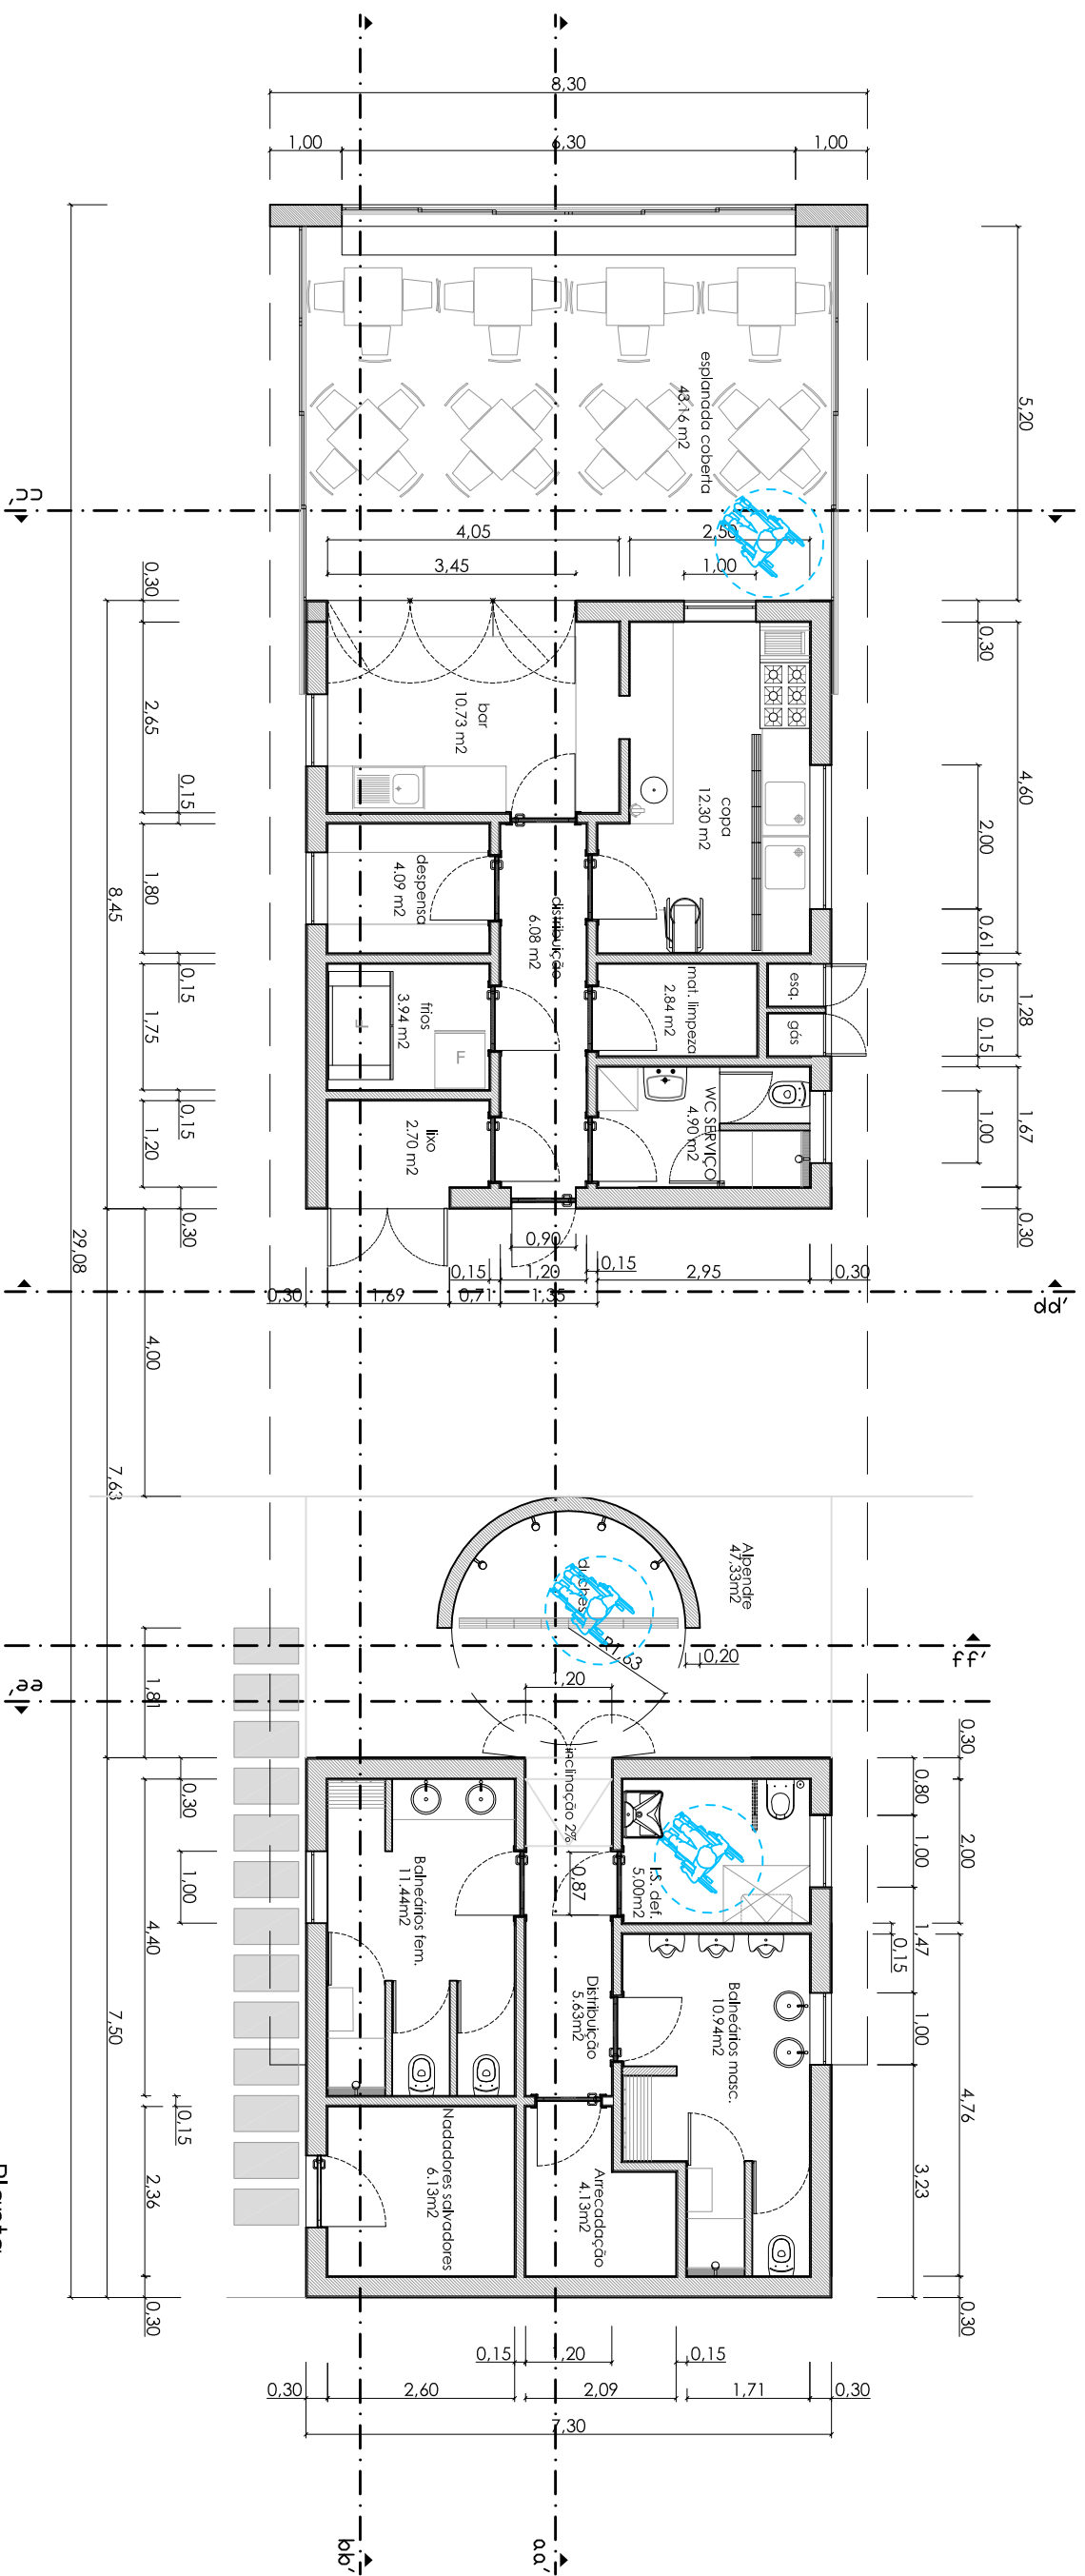 8,30
1,00
6,30
1,00
5,20
esplanada coberta
43.16 m2
4,05
2,50
3,45
1,00
0,30
0,30
2,65
bar
10.73 m2
copa
12.30 m2
4,60
2,00
0,15
1,80
despensa
4.09 m2
distribuição
6.08 m2
0,61
8,45
0,15
1,75
frios
3.94 m2
F
mat. limpeza
2.84 m2
esq.
gás
0,15
1,28
0,15
0,15
1,20
lixo
2.70 m2
WC SERVIÇO
4.90 m2
1,00
1,67
0,30
0,30
0,90
0,15
1,20
0,15
2,95
0,30
0,30
1,69
0,71
1,35
dd'
29,08
4,00
7,63
Alpendre
47,33m2
duches
R1.63
0,20
ff'
1,81
ee'
1,20
inclinação 2%
0,30
0,80
0,30
1,00
2,00
1,00
0,87
I.S. def.
5.00m2
Balneários fem.
11.44m2
4,40
1,47
0,15
Distribuição
5.63m2
Balneários masc.
10.94m2
1,00
7,50
4,76
0,15
2,36
Nadadores salvadores
6.13m2
Arrecadação
4.13m2
3,23
0,30
0,30
0,15
1,20
0,15
0,30
2,60
2,09
1,71
0,30
7,30
bb'
aa'
Planta